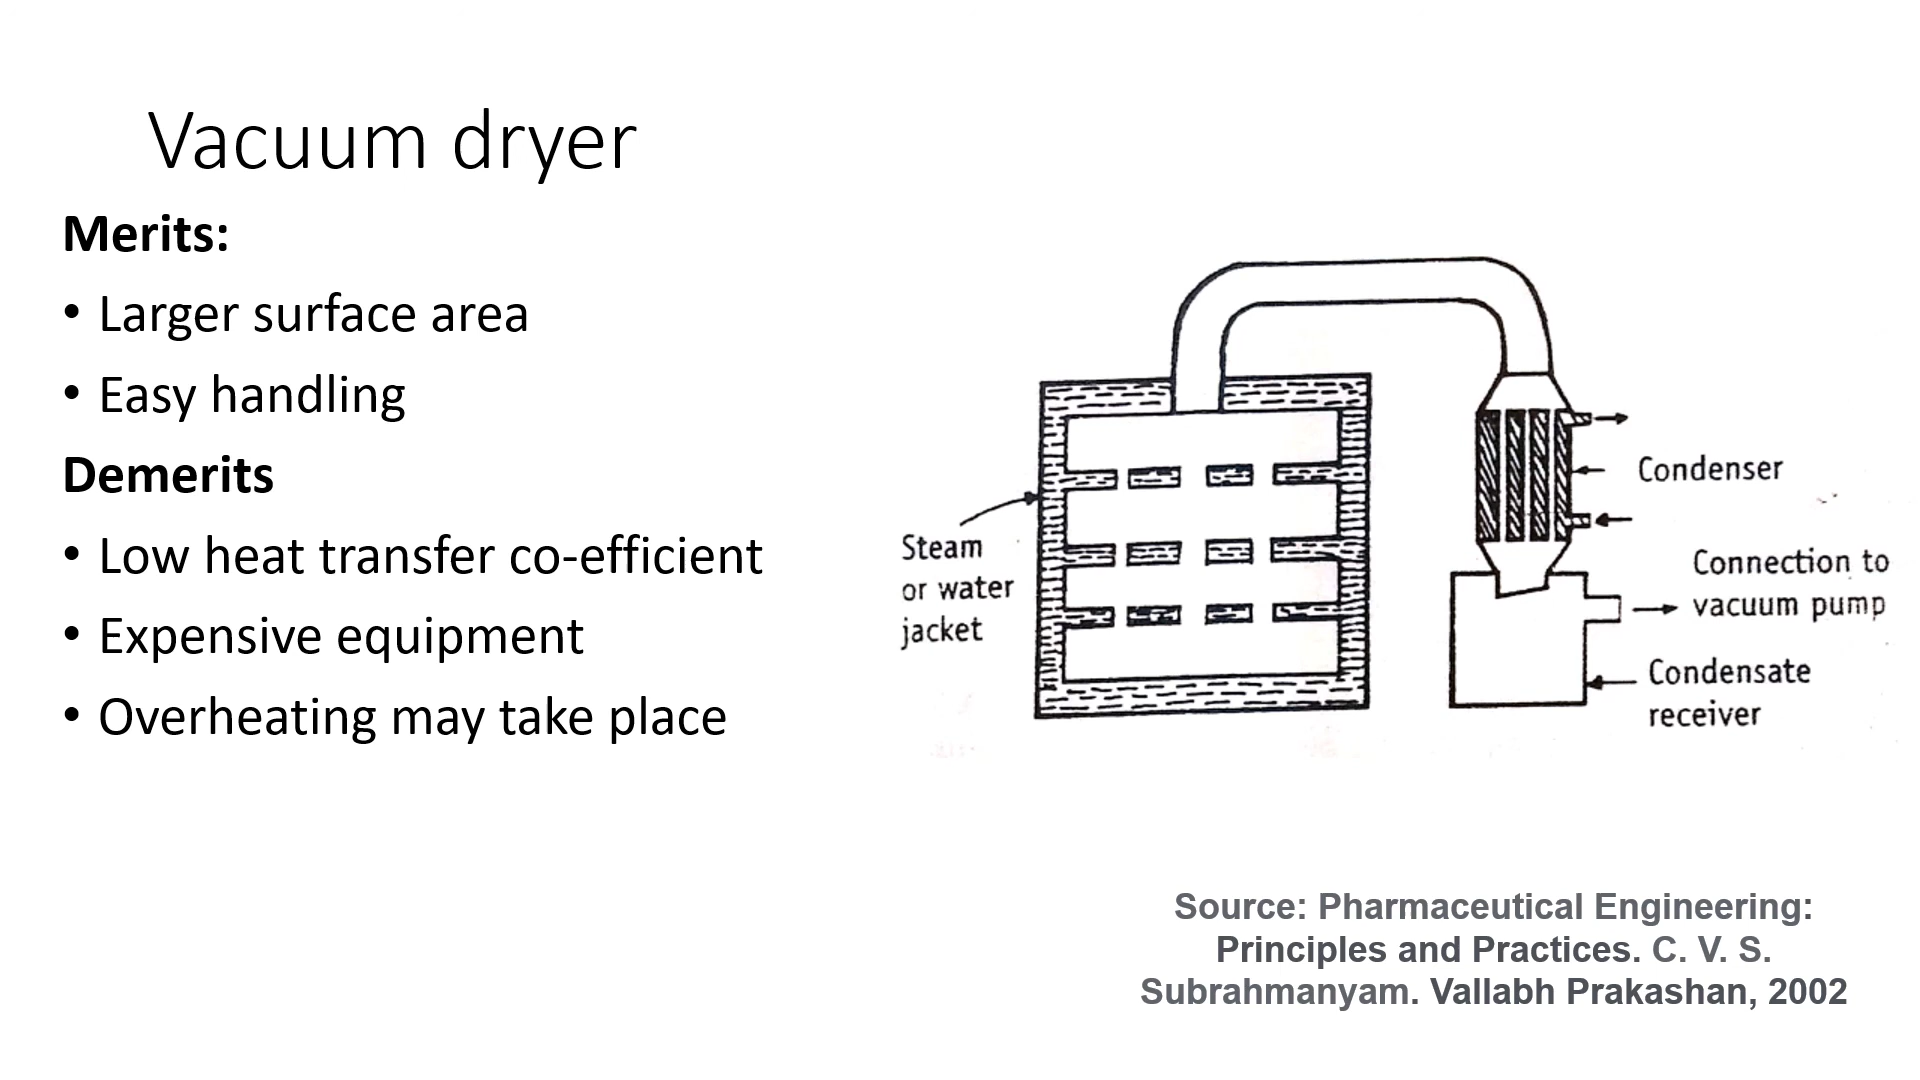 Vacuum dryer
Merits:
• Larger surface area
• Easy handling
Demerits
• Low heat transfer co-efficient
• Expensive equipment
• Overheating may take place
Steam
or water
jacket
Condenser
Connection to
vacuum pump
Condensate
receiver
Source: Pharmaceutical Engineering:
Principles and Practices. C. V. S.
Subrahmanyam. Vallabh Prakashan, 2002